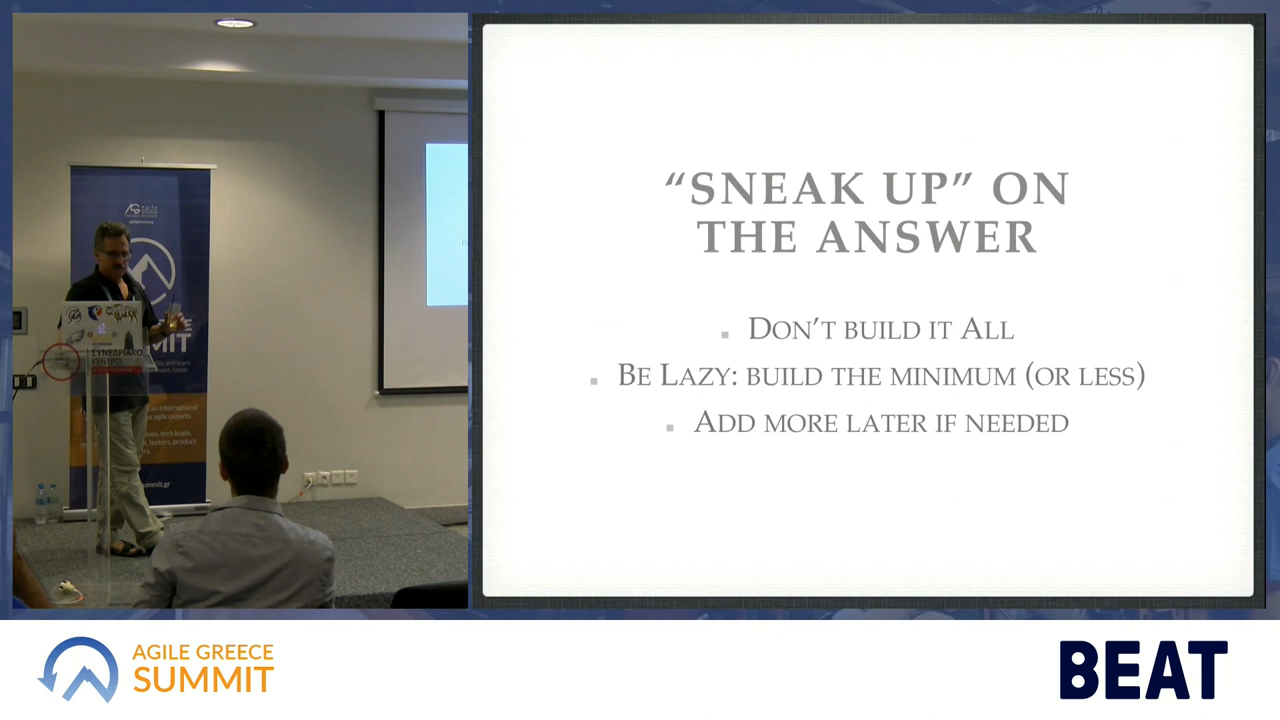 “SNEAK UP” ON
THE ANSWER
DON’T BUILD IT ALL
BE LAZY: BUILD THE MINIMUM (OR LESS)
ADD MORE LATER IF NEEDED
ΣΥΝΕΔΡΙΑΚΟ
ΚΕΝΤΡΟ
AGILE GREECE
SUMMIT
BEAT